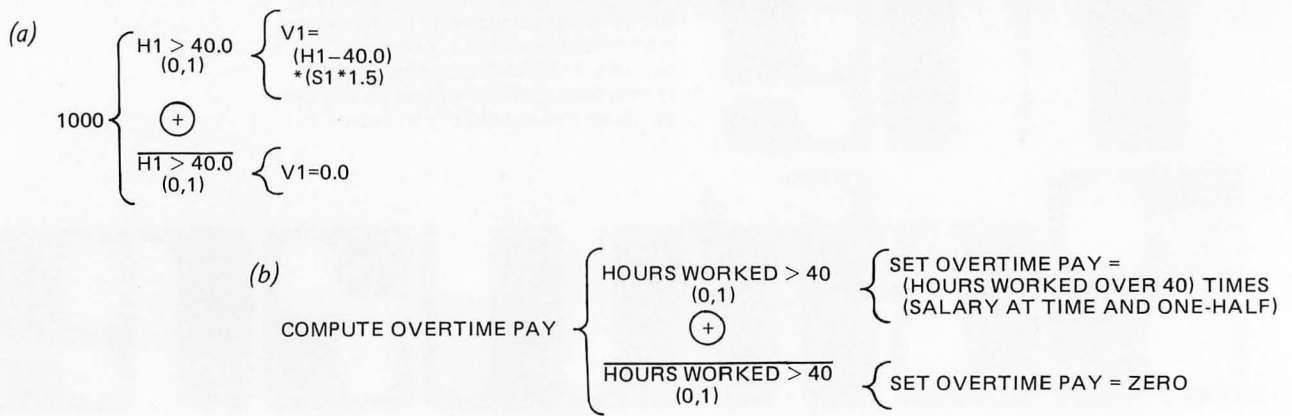 (a)
H1 > 40.0
(0,1)
V1=
(H1−40.0)
*(S1*1.5)
1000
+
H1 > 40.0
(0,1)
V1=0.0
(b)
HOURS WORKED > 40
(0,1)
SET OVERTIME PAY =
(HOURS WORKED OVER 40) TIMES
(SALARY AT TIME AND ONE-HALF)
COMPUTE OVERTIME PAY
+
HOURS WORKED > 40
(0,1)
SET OVERTIME PAY = ZERO